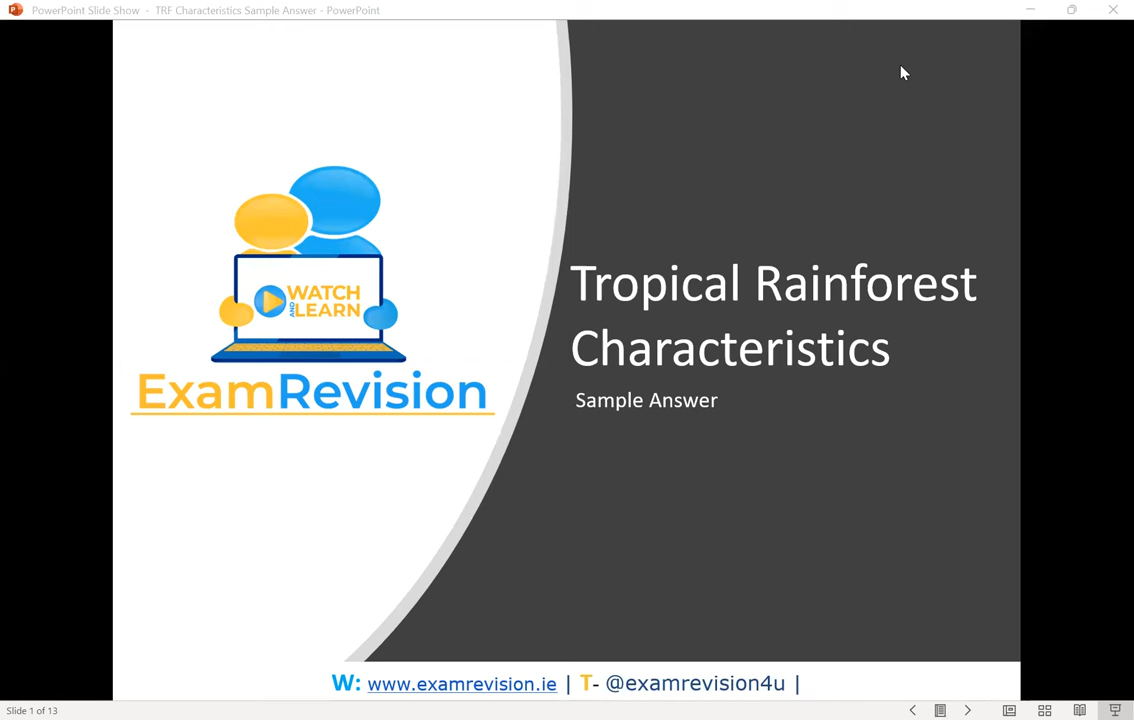 PowerPoint Slide Show - TRF Characteristics Sample Answer - PowerPoint
WATCH
AND LEARN
ExamRevision
Tropical Rainforest
Characteristics
Sample Answer
W: www.examrevision.ie | T- @examrevision4u |
Slide 1 of 13